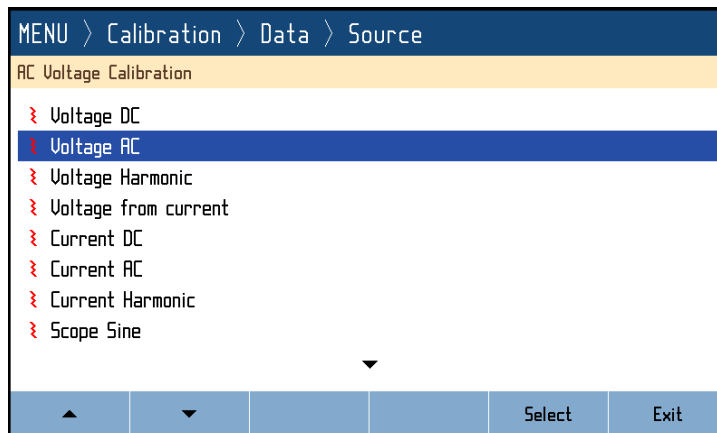 MENU > Calibration > Data > Source
AC Voltage Calibration
Voltage DC
Voltage AC
Voltage Harmonic
Voltage from current
Current DC
Current AC
Current Harmonic
Scope Sine
Select Exit